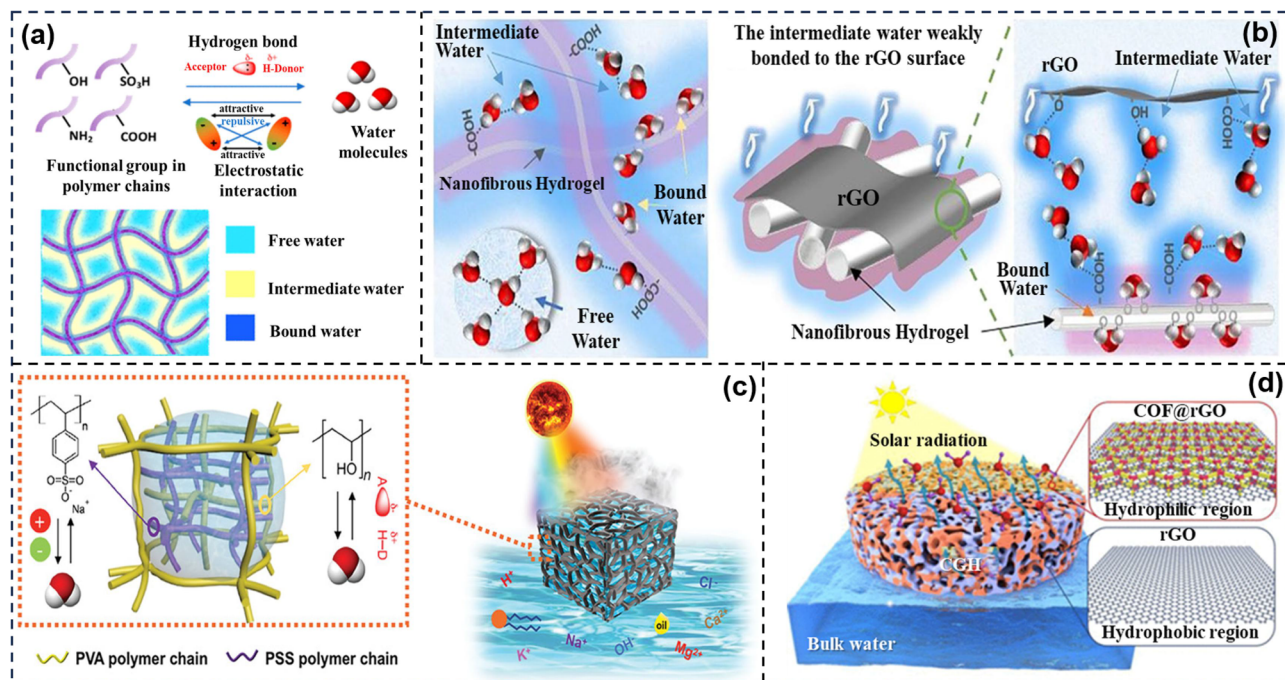 (a)
Hydrogen bond
Acceptor
δ-
δ+
H-Donor
OH
SO₃H
NH₂
COOH
attractive
repulsive
attractive
Functional group in
polymer chains
Electrostatic
interaction
Water
molecules
Free water
Intermediate water
Bound water
(b)
Intermediate
Water
-COOH
-COOH
Nanofibrous Hydrogel
Bound
Water
Free
Water
-COOH
The intermediate water weakly
bonded to the rGO surface
rGO
Nanofibrous Hydrogel
rGO
Intermediate Water
O
OH
-COOH
-COOH
-COOH
Bound
Water
(c)
n
O=S=O
O⁻
Na⁺
+
-
HO
n
A
δ-
δ+
H-D
PVA polymer chain
PSS polymer chain
H⁺
K⁺
Na⁺
OH⁻
oil
Cl⁻
Ca²⁺
Mg²⁺
(d)
Solar radiation
CGH
Bulk water
COF@rGO
Hydrophilic region
rGO
Hydrophobic region